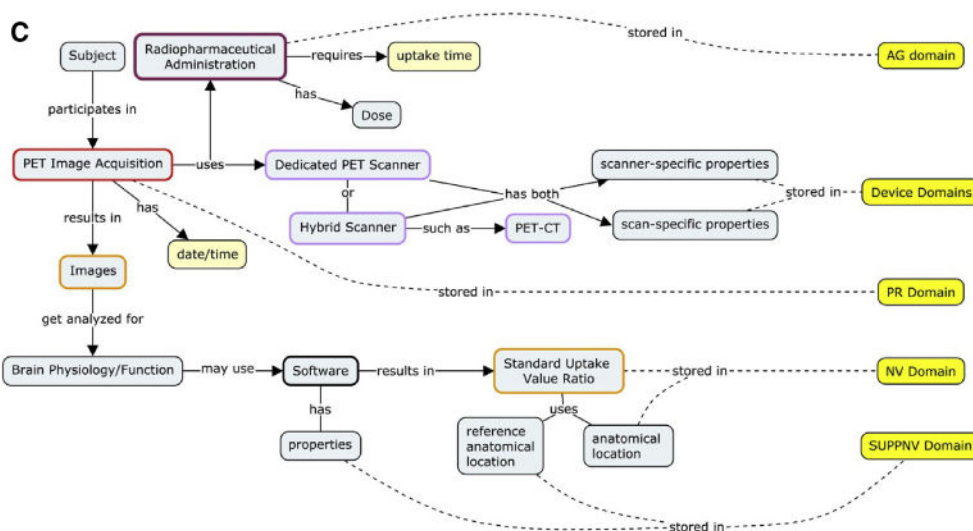 C
Subject
Radiopharmaceutical
Administration
requires
uptake time
stored in
AG domain
has
Dose
participates in
PET Image Acquisition
uses
Dedicated PET Scanner
or
Hybrid Scanner
such as
PET-CT
has both
scanner-specific properties
scan-specific properties
stored in
Device Domains
results in
has
date/time
Images
stored in
PR Domain
get analyzed for
Brain Physiology/Function
may use
Software
results in
Standard Uptake
Value Ratio
stored in
NV Domain
has
uses
properties
reference
anatomical
location
anatomical
location
SUPPNV Domain
stored in